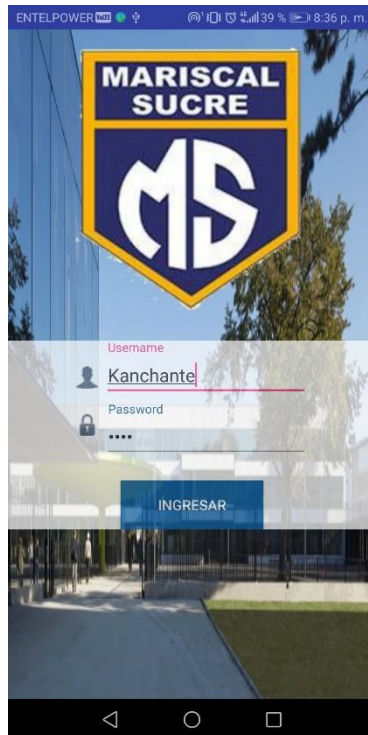 ENTELPOWER 39 % 8:36 p. m.
MARISCAL
SUCRE
MS
Username
Kanchante
Password
••••
INGRESAR